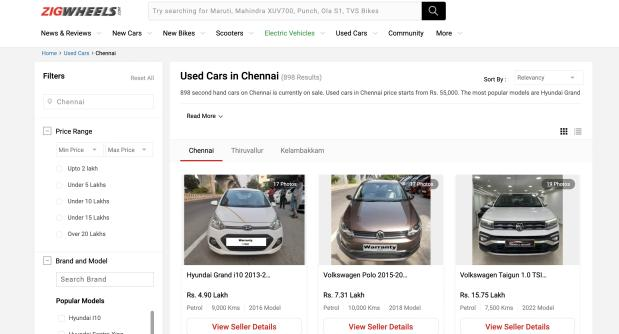 ZIGWHEELS.COM
Try searching for Maruti, Mahindra XUV700, Punch, Ola S1, TVS Bikes
News & Reviews New Cars New Bikes Scooters Electric Vehicles Used Cars Community More
Home > Used Cars > Chennai
Filters
Reset All
Chennai
Price Range
Min Price Max Price
Upto 2 lakh
Under 5 Lakhs
Under 10 Lakhs
Under 15 Lakhs
Over 20 Lakhs
Brand and Model
Search Brand
Popular Models
Hyundai I10
Used Cars in Chennai (898 Results)
Sort By : Relevancy
898 second hand cars on Chennai is currently on sale. Used cars in Chennai price starts from Rs. 55,000. The most popular models are Hyundai Grand
Read More
Chennai Thiruvallur Kelambakkam
17 Photos
Warranty
Hyundai Grand i10 2013-2...
Rs. 4.90 Lakh
Petrol 9,000 Kms 2016 Model
View Seller Details
17 Photos
Warranty
Volkswagen Polo 2015-20...
Rs. 7.31 Lakh
Petrol 10,000 Kms 2018 Model
View Seller Details
19 Photos
Volkswagen Taigun 1.0 TSI...
Rs. 15.75 Lakh
Petrol 7,500 Kms 2022 Model
View Seller Details